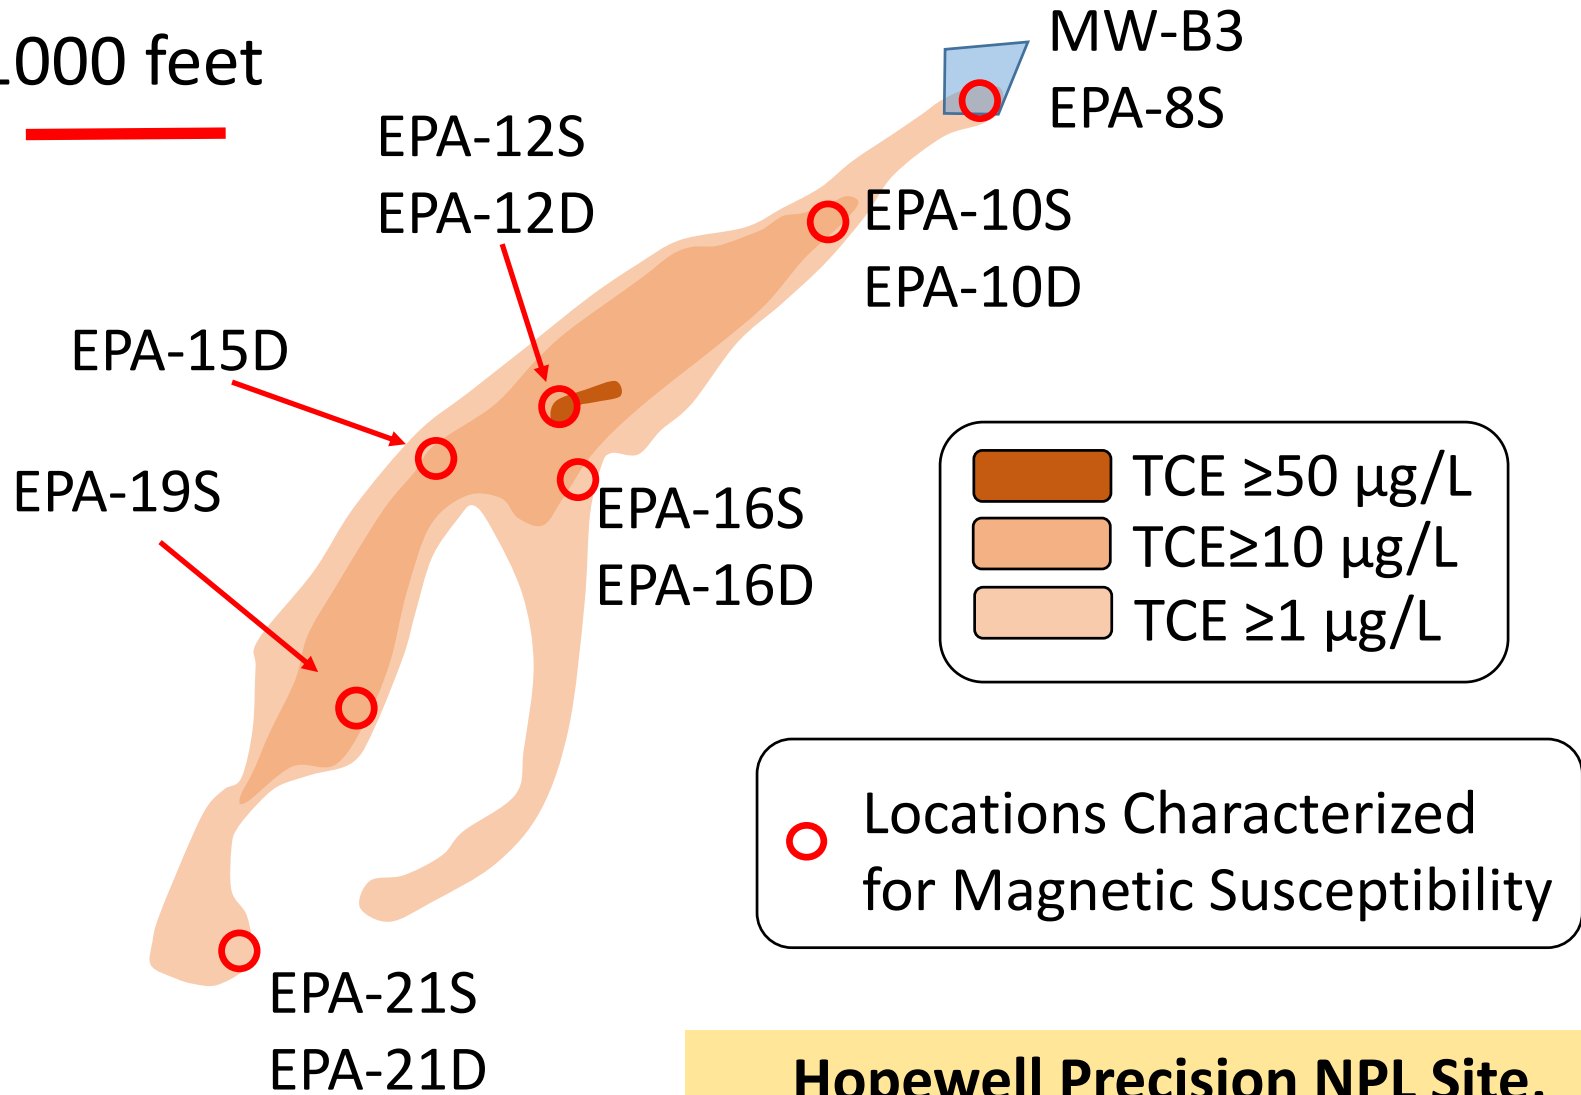 1000 feet
MW-B3
EPA-8S
EPA-12S
EPA-12D
EPA-10S
EPA-10D
EPA-15D
EPA-19S
EPA-16S
EPA-16D
TCE ≥50 µg/L
TCE≥10 µg/L
TCE ≥1 µg/L
Locations Characterized
for Magnetic Susceptibility
EPA-21S
EPA-21D
Hopewell Precision NPL Site.